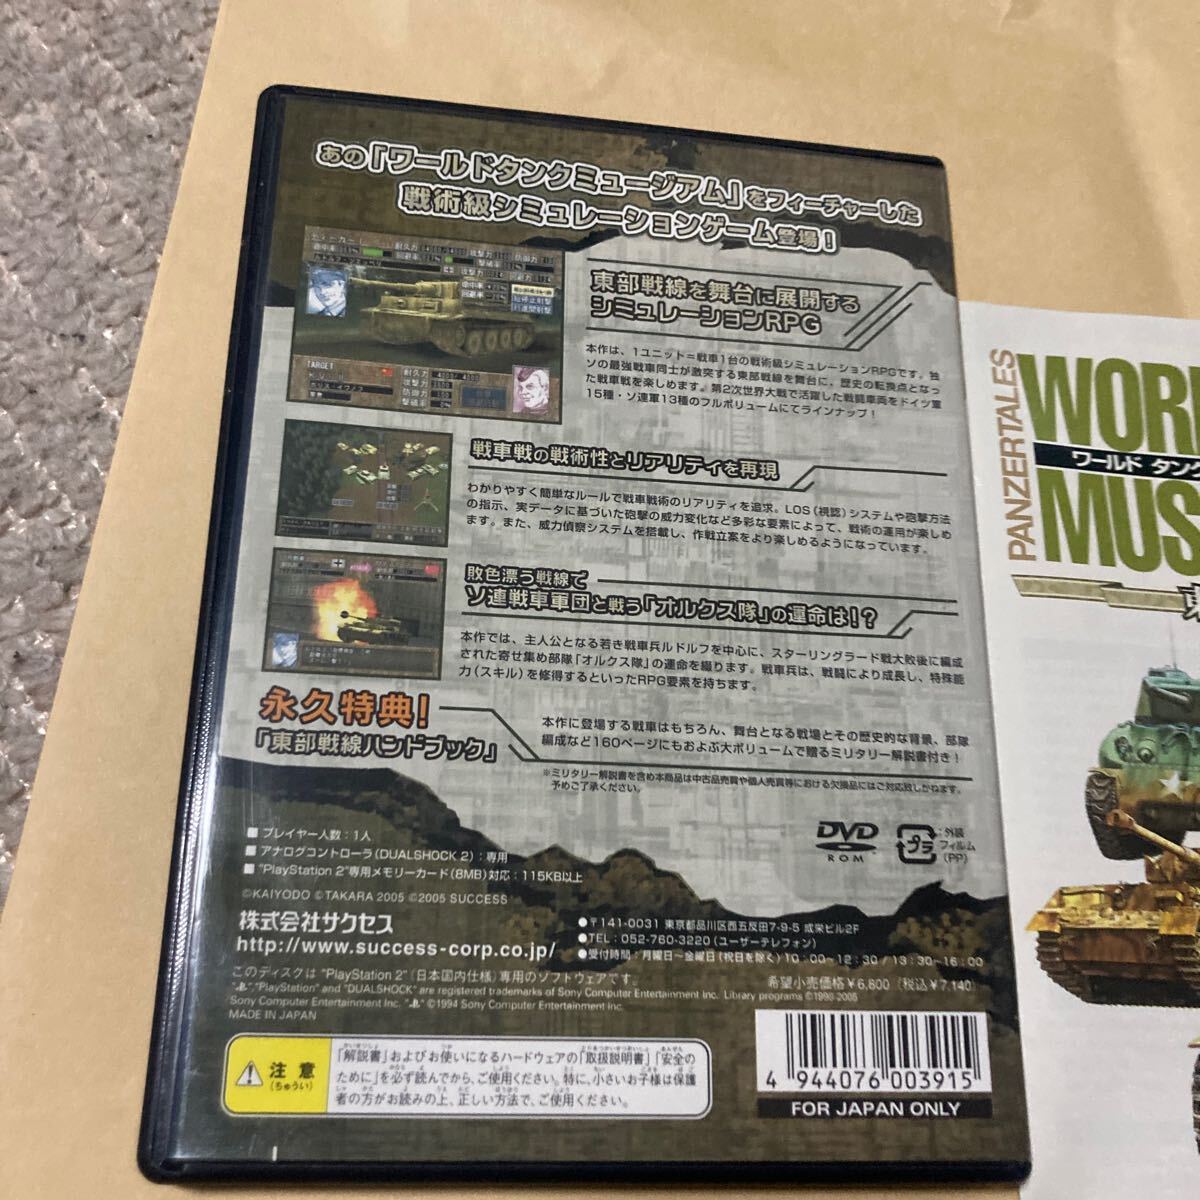 あの「ワールドタンクミュージアム」をフィーチャーした
戦術級シミュレーションゲーム登場!
東部戦線を舞台に展開する
シミュレーションRPG
本作は、1ユニット=戦車1台の戦術級シミュレーションRPGです。独
ソの最強戦車同士が激突する東部戦線を舞台に、歴史の転換点となっ
た戦車戦を楽しめます。第2次世界大戦で活躍した戦闘車両をドイツ軍
15種・ソ連軍13種のフルボリュームにてラインナップ!
TARGET
戦車戦の戦術性とリアリティを再現
わかりやすく簡単なルールで戦車戦術のリアリティを追求。LOS(視認)システムや砲撃方法
の指示、実データに基づいた砲撃の威力変化など多彩な要素によって、戦術の運用が楽しめ
ます。また、威力偵察システムを搭載し、作戦立案をより楽しめるようになっています。
敗色漂う戦線で
ソ連戦車軍団と戦う「オルクス隊」の運命は!?
本作では、主人公となる若き戦車兵ルドルフを中心に、スターリングラード戦大敗後に編成
された寄せ集め部隊「オルクス隊」の運命を綴ります。戦車兵は、戦闘により成長し、特殊能
力(スキル)を修得するといったRPG要素を持ちます。
永久特典!
「東部戦線ハンドブック」
本作に登場する戦車はもちろん、舞台となる戦場とその歴史的な背景、部隊
編成など160ページにもおよぶ大ボリュームで贈るミリタリー解説書付き!
※ミリタリー解説書を含め本商品は中古品売買や個人売買等における欠損品にはご対応致しかねます。
予めご了承ください。
■ プレイヤー人数:1人
■ アナログコントローラ(DUALSHOCK 2):専用
■ "PlayStation 2"専用メモリーカード(8MB)対応:115KB以上
DVD
ROM
プラ
:外装
フィルム
(PP)
©KAIYODO ©TAKARA 2005 ©2005 SUCCESS
株式会社サクセス
http://www.success-corp.co.jp/
●〒141-0031 東京都品川区西五反田7-9-5 成栄ビル2F
●TEL:052-760-3220(ユーザーテレフォン)
●受付時間:月曜日〜金曜日(祝日を除く)10:00-12:30/13:30-16:00
このディスクは "PlayStation 2"(日本国内仕様)専用のソフトウェアです。
希望小売価格¥6,800(税込¥7,140)
"PlayStation" and "DUALSHOCK" are registered trademarks of Sony Computer Entertainment Inc. Library programs ©1993-2005
Sony Computer Entertainment Inc. " " ©1994 Sony Computer Entertainment Inc.
MADE IN JAPAN
注意
(ちゅうい)
「解説書」およびお使いになるハードウェアの「取扱説明書」「安全の
ために」を必ず読んでから、ご使用ください。特に、小さいお子様は保護
者の方がお読みの上、正しい方法で、ご使用ください。
4 944076 003915
FOR JAPAN ONLY
PANZERTALES
WORL
ワールド タンク
MUS
東